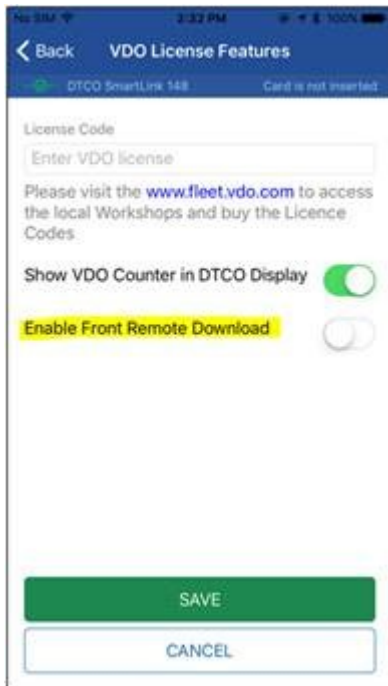 No SIM 2:32 PM 100%
Back VDO License Features
DTCO SmartLink 148 Card is not inserted
License Code
Enter VDO license
Please visit the www.fleet.vdo.com to access
the local Workshops and buy the Licence
Codes
Show VDO Counter in DTCO Display
Enable Front Remote Download
SAVE
CANCEL